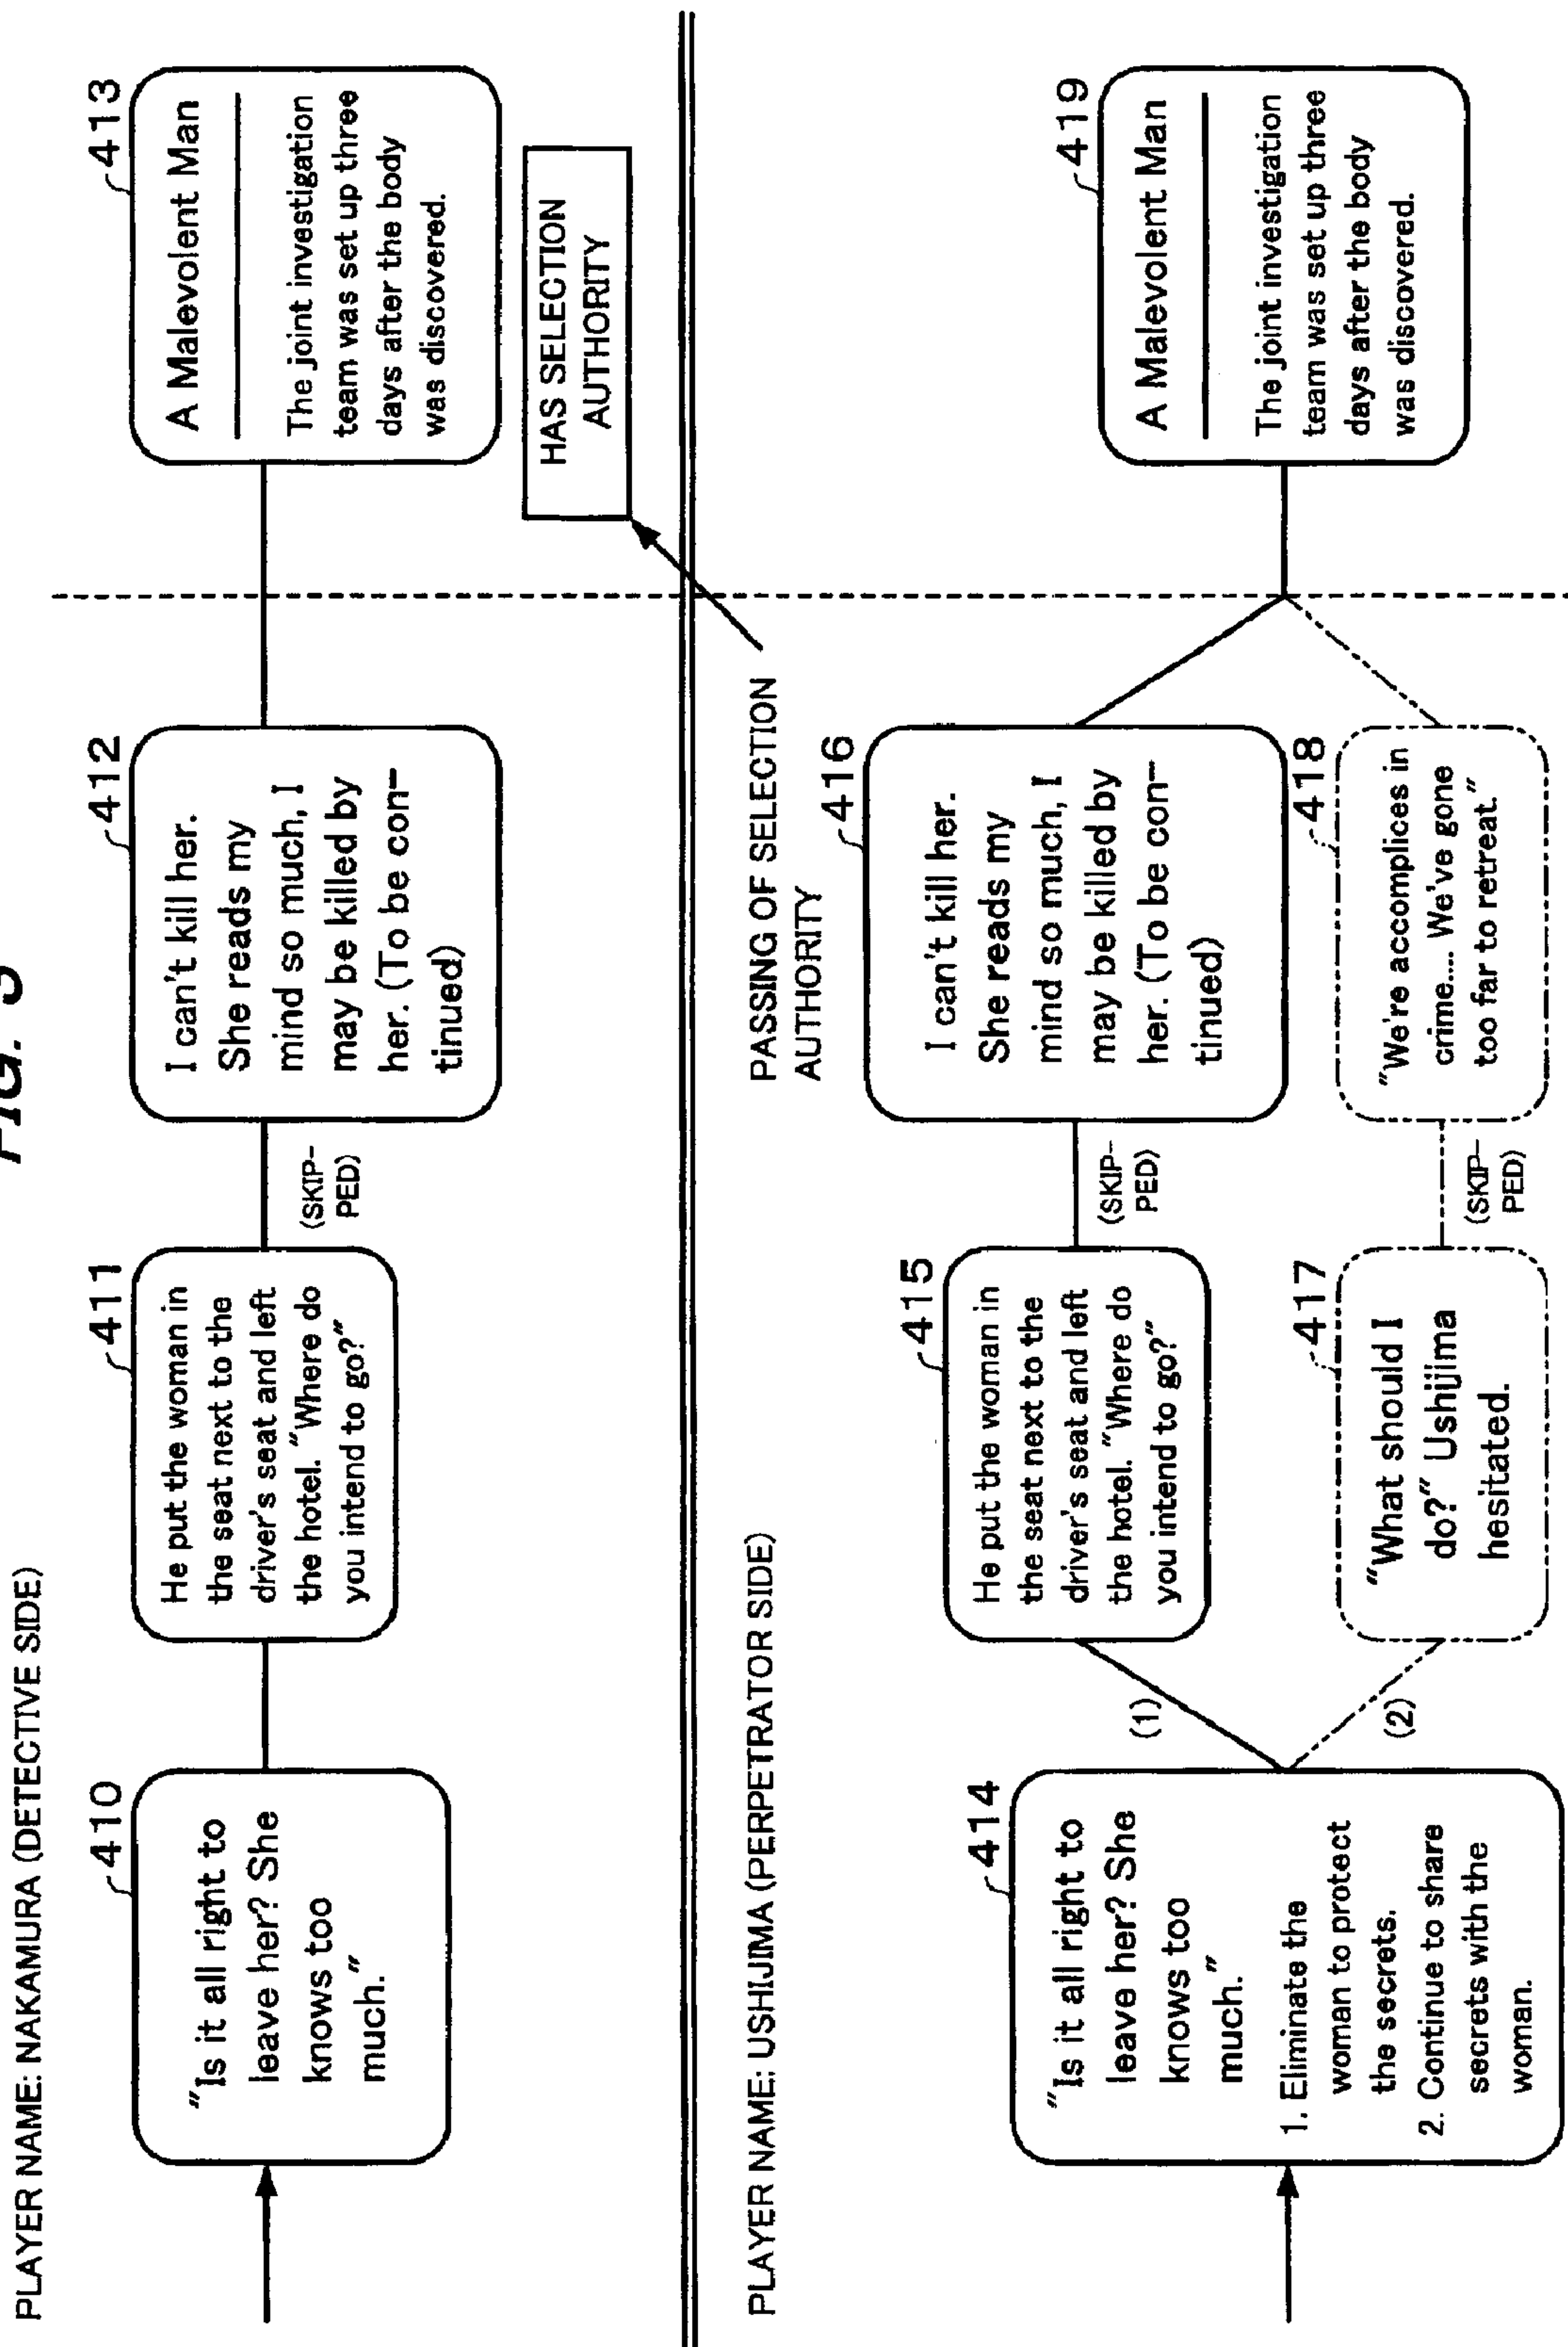 FIG.
PLAYER NAME: NAKAMURA (DETECTIVE SIDE)
410
"Is it all right to
leave her? She
knows too
much."
411
He put the woman in
the seat next to the
driver's seat and left
the hotel. "Where do
you intend to go?"
(SKIP-
PED)
412
I can't kill her.
She reads my
mind so much, I
may be killed by
her. (To be con-
tinued)
413
A Malevolent Man
The joint investigation
team was set up three
days after the body
was discovered.
HAS SELECTION
AUTHORITY
PLAYER NAME: USHIJIMA (PERPETRATOR SIDE)
PASSING OF SELECTION
AUTHORITY
414
"Is it all right to
leave her? She
knows too
much."
1. Eliminate the
woman to protect
the secrets.
2. Continue to share
secrets with the
woman.
(1)
(2)
415
He put the woman in
the seat next to the
driver's seat and left
the hotel. "Where do
you intend to go?"
(SKIP-
PED)
416
I can't kill her.
She reads my
mind so much, I
may be killed by
her. (To be con-
tinued)
417
"What should I
do?" Ushijima
hesitated.
(SKIP-
PED)
418
"We're accomplices in
crime.... We've gone
too far to retreat."
419
A Malevolent Man
The joint investigation
team was set up three
days after the body
was discovered.